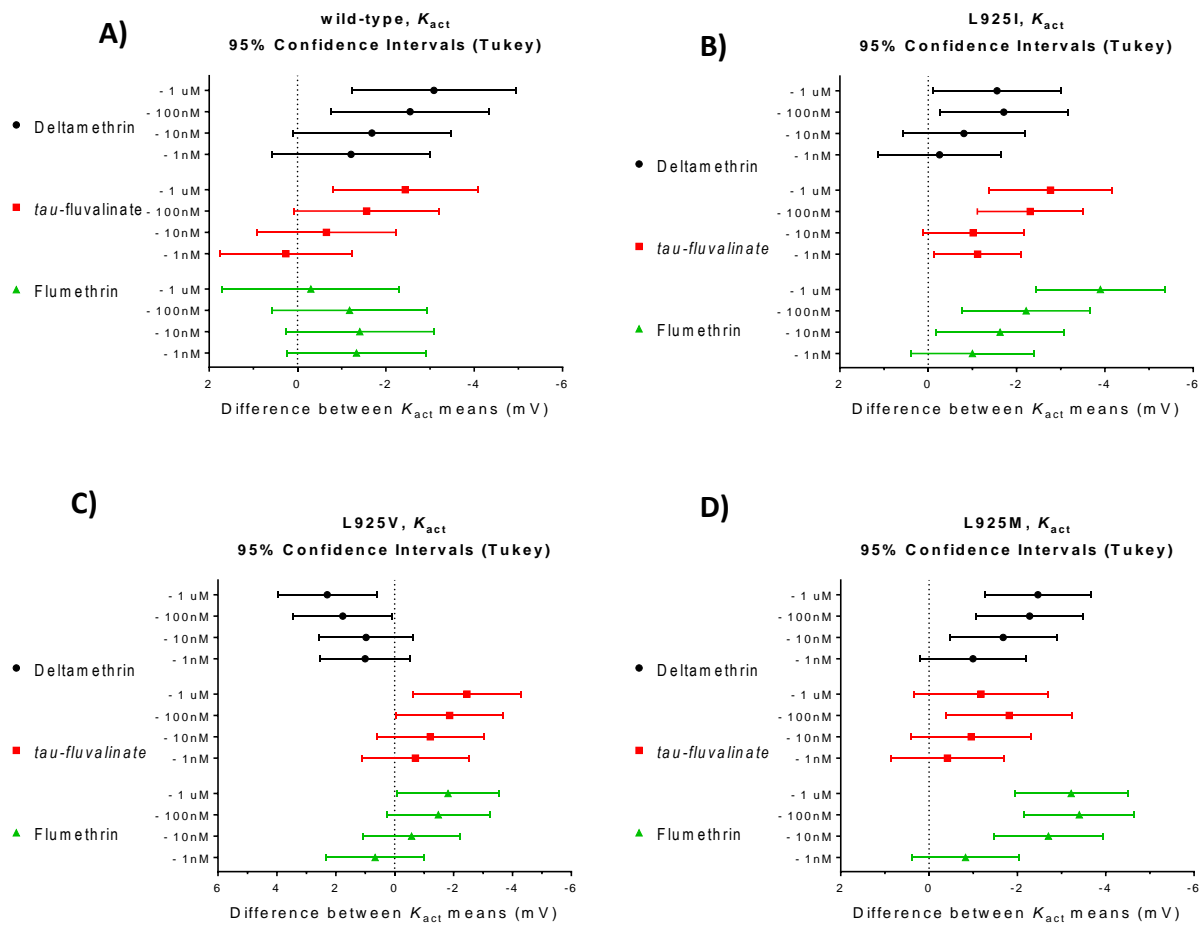 A)
wild-type, Kact
95% Confidence Intervals (Tukey)
- 1 uM
- 100nM
- 10nM
- 1nM
- 1 uM
- 100nM
- 10nM
- 1nM
- 1 uM
- 100nM
- 10nM
- 1nM
Deltamethrin
tau-fluvalinate
Flumethrin
2 0 -2 -4 -6
Difference between Kact means (mV)
B)
L925I, Kact
95% Confidence Intervals (Tukey)
- 1 uM
- 100nM
- 10nM
- 1nM
- 1 uM
- 100nM
- 10nM
- 1nM
- 1 uM
- 100nM
- 10nM
- 1nM
Deltamethrin
tau-fluvalinate
Flumethrin
2 0 -2 -4 -6
Difference between Kact means (mV)
C)
L925V, Kact
95% Confidence Intervals (Tukey)
- 1 uM
- 100nM
- 10nM
- 1nM
- 1 uM
- 100nM
- 10nM
- 1nM
- 1 uM
- 100nM
- 10nM
- 1nM
Deltamethrin
tau-fluvalinate
Flumethrin
6 4 2 0 -2 -4 -6
Difference between Kact means (mV)
D)
L925M, Kact
95% Confidence Intervals (Tukey)
- 1 uM
- 100nM
- 10nM
- 1nM
- 1 uM
- 100nM
- 10nM
- 1nM
- 1 uM
- 100nM
- 10nM
- 1nM
Deltamethrin
tau-fluvalinate
Flumethrin
2 0 -2 -4 -6
Difference between Kact means (mV)